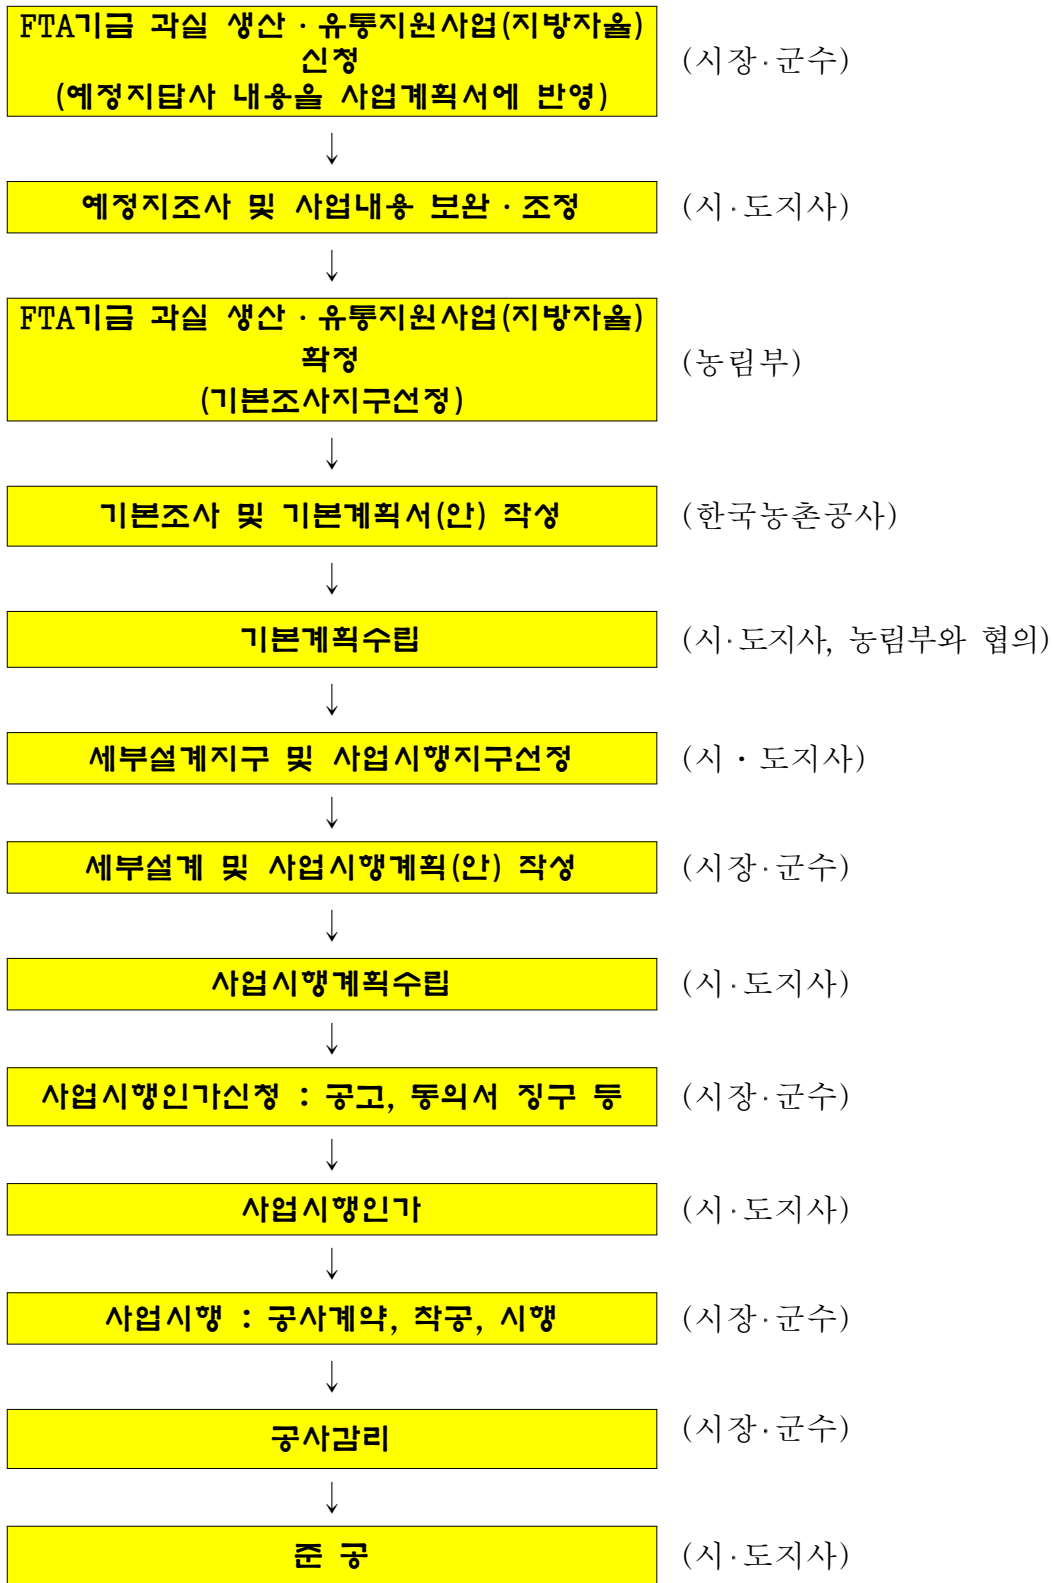 FTA기금 과실 생산·유통지원사업(지방자율)
신청
(예정지답사 내용을 사업계획서에 반영)
(시장·군수)
↓
예정지조사 및 사업내용 보완·조정
(시·도지사)
↓
FTA기금 과실 생산·유통지원사업(지방자율)
확정
(기본조사지구선정)
(농림부)
↓
기본조사 및 기본계획서(안) 작성
(한국농촌공사)
↓
기본계획수립
(시·도지사, 농림부와 협의)
↓
세부설계지구 및 사업시행지구선정
(시·도지사)
↓
세부설계 및 사업시행계획(안) 작성
(시장·군수)
↓
사업시행계획수립
(시·도지사)
↓
사업시행인가신청 : 공고, 동의서 징구 등
(시장·군수)
↓
사업시행인가
(시·도지사)
↓
사업시행 : 공사계약, 착공, 시행
(시장·군수)
↓
공사감리
(시장·군수)
↓
준 공
(시·도지사)